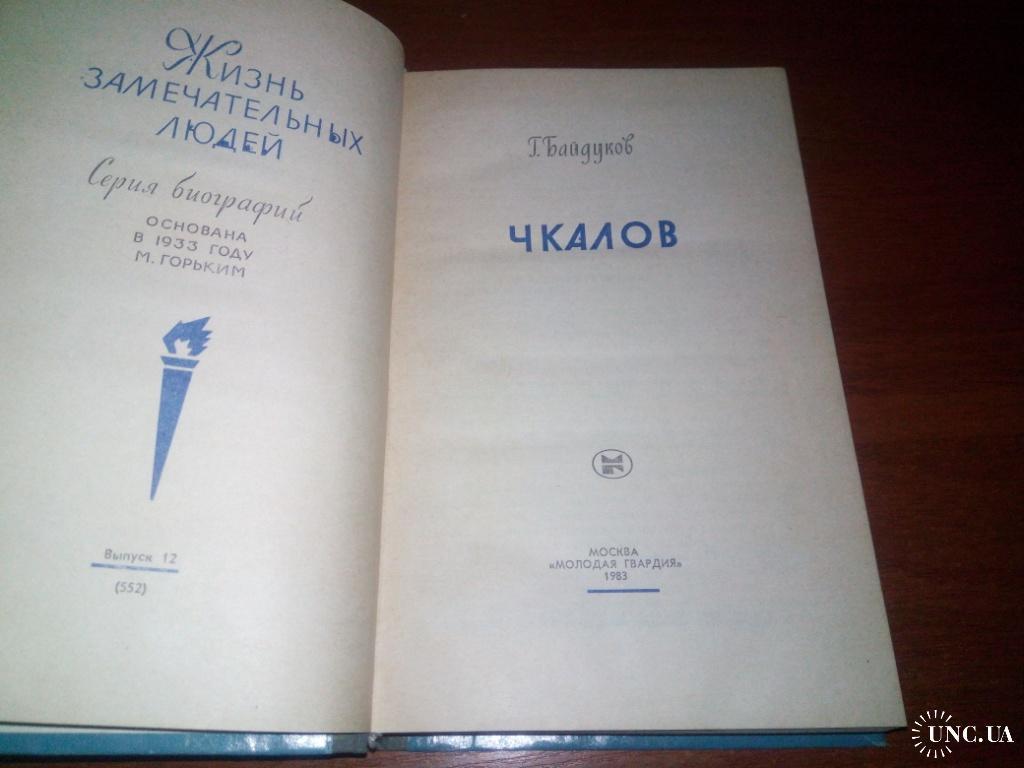 Жизнь
ЗАМЕЧАТЕЛЬНЫХ
ЛЮДЕЙ
Серия биографий
ОСНОВАНА
В 1933 ГОДУ
М. ГОРЬКИМ
Выпуск 12
(552)
Г. Байдуков
ЧКАЛОВ
МОСКВА
«МОЛОДАЯ ГВАРДИЯ»
1983
UNC.UA